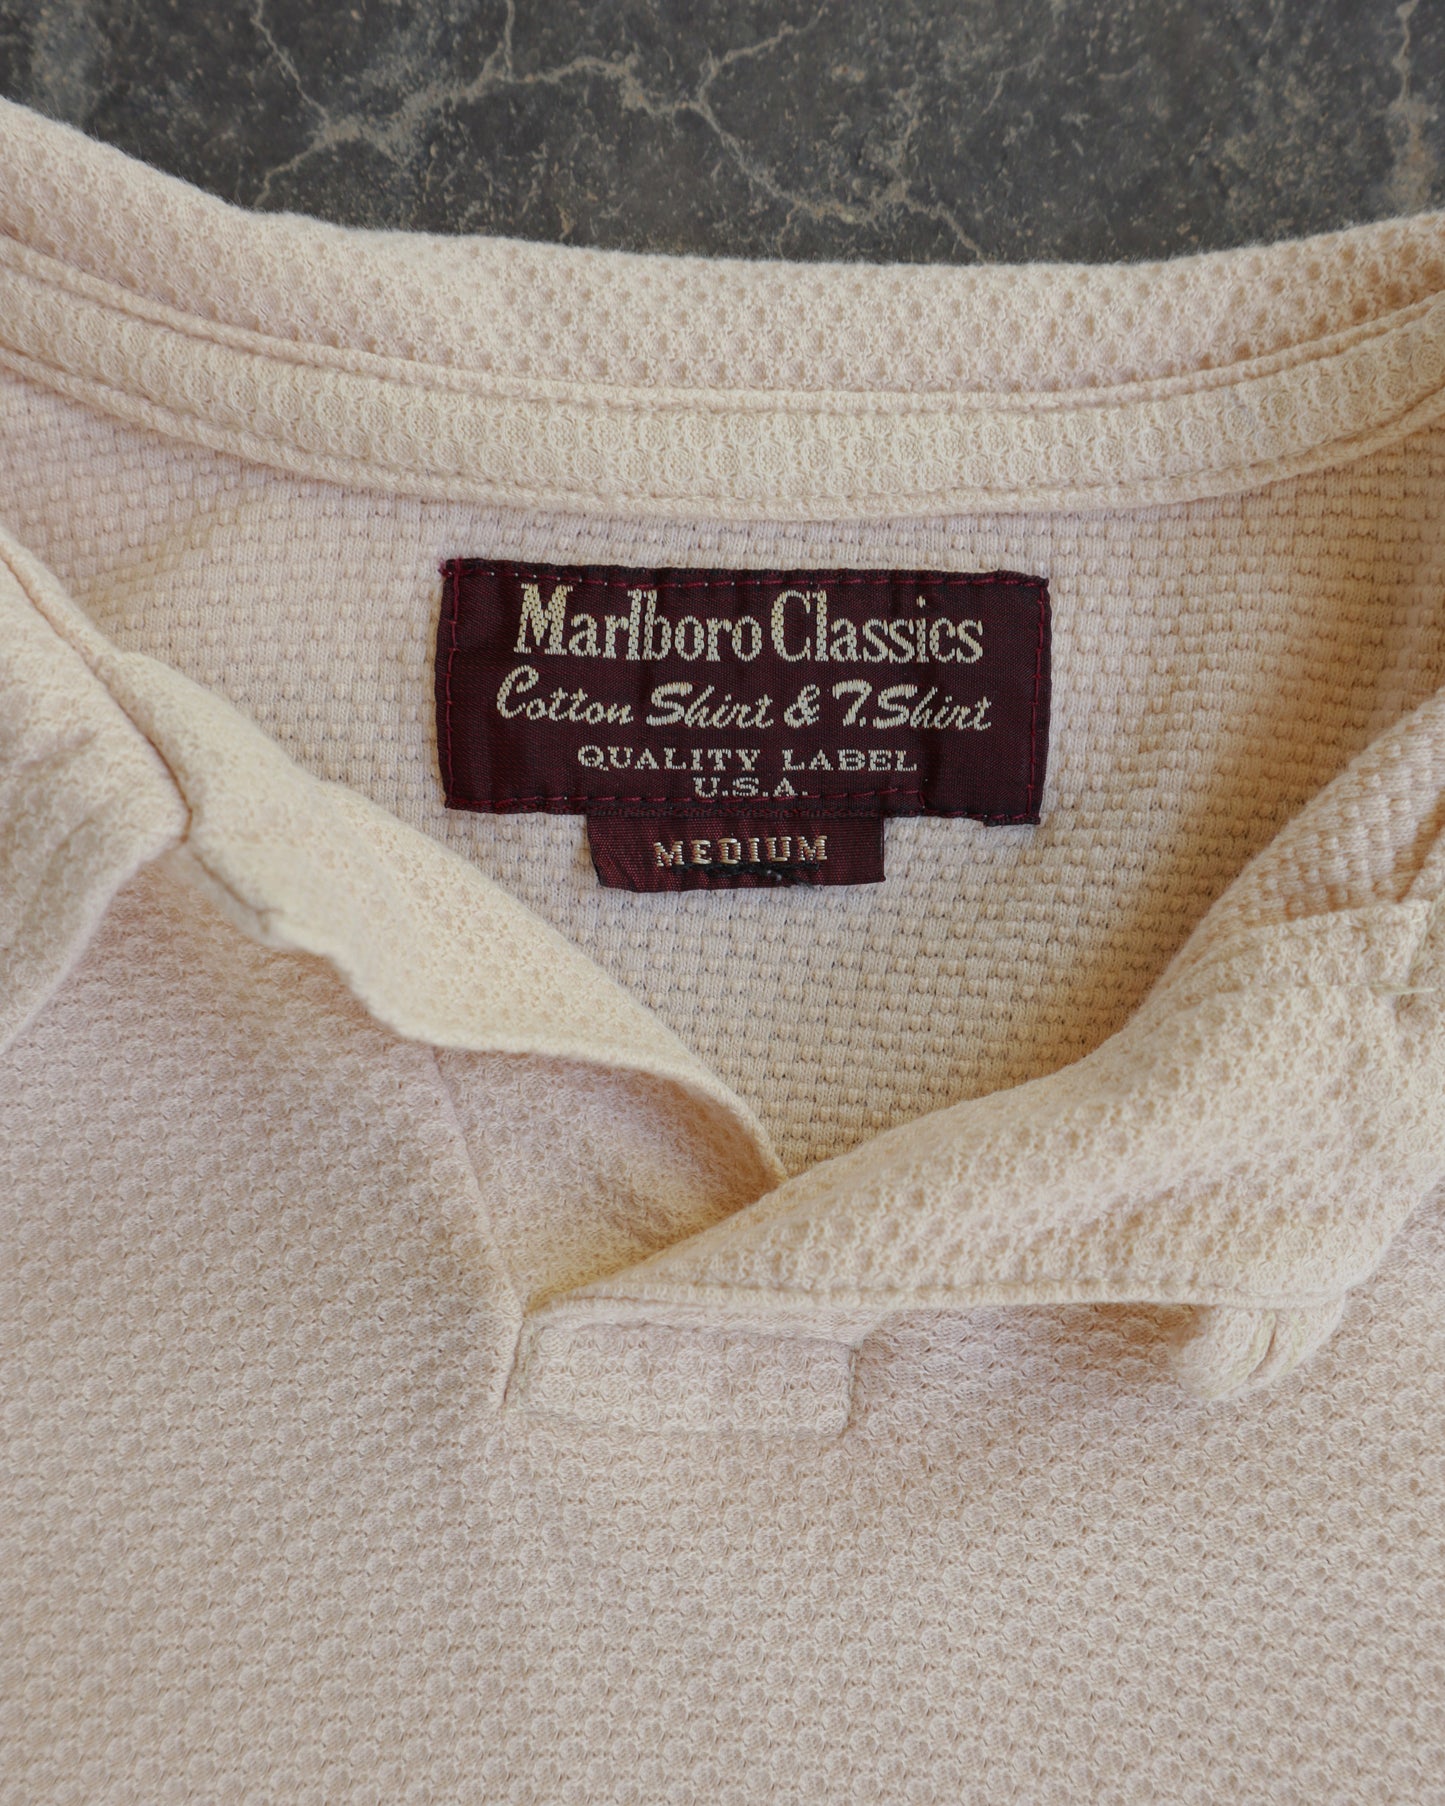 Marlboro Classics
Cotton Shirt & T.Shirt
QUALITY LABEL
U.S.A.
MEDIUM